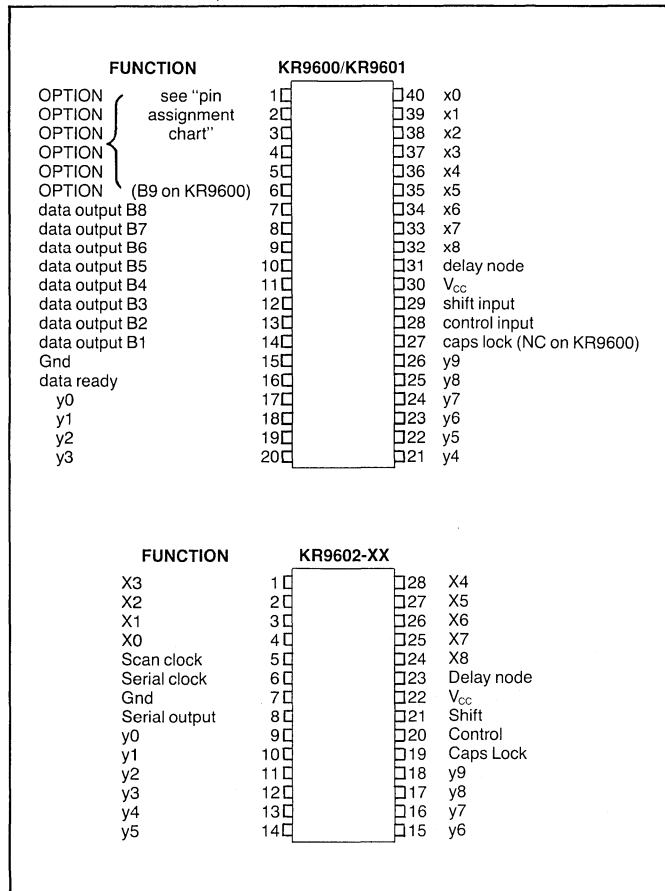 FUNCTION KR9600/KR9601
OPTION see "pin 1 40 x0
OPTION assignment 2 39 x1
OPTION chart" 3 38 x2
OPTION 4 37 x3
OPTION 5 36 x4
OPTION (B9 on KR9600) 6 35 x5
data output B8 7 34 x6
data output B7 8 33 x7
data output B6 9 32 x8
data output B5 10 31 delay node
data output B4 11 30 Vcc
data output B3 12 29 shift input
data output B2 13 28 control input
data output B1 14 27 caps lock (NC on KR9600)
Gnd 15 26 y9
data ready 16 25 y8
y0 17 24 y7
y1 18 23 y6
y2 19 22 y5
y3 20 21 y4
FUNCTION KR9602-XX
X3 1 28 X4
X2 2 27 X5
X1 3 26 X6
X0 4 25 X7
Scan clock 5 24 X8
Serial clock 6 23 Delay node
Gnd 7 22 Vcc
Serial output 8 21 Shift
y0 9 20 Control
y1 10 19 Caps Lock
y2 11 18 y9
y3 12 17 y8
y4 13 16 y7
y5 14 15 y6